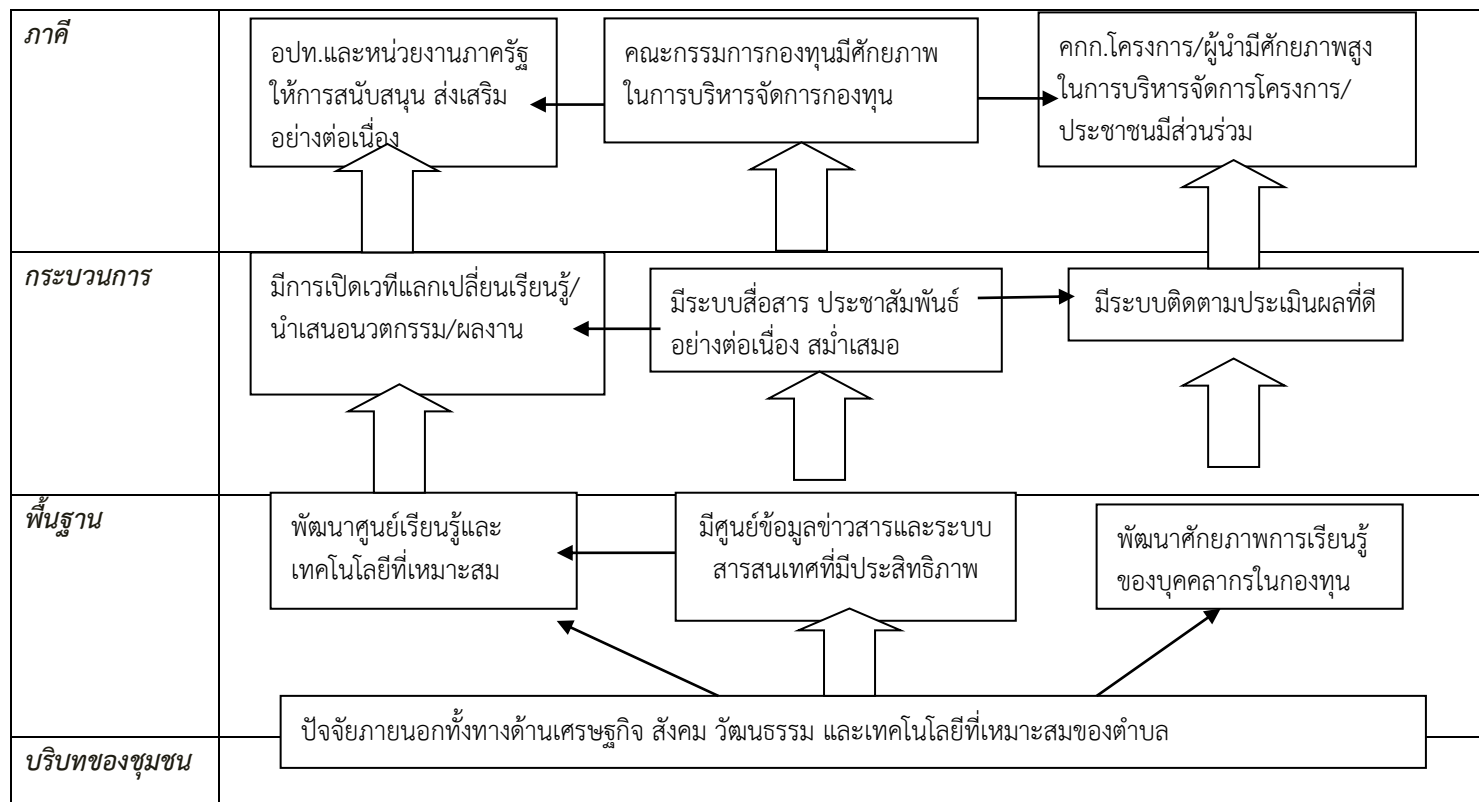 ภาคี
อปท.และหน่วยงานภาครัฐ
ให้การสนับสนุน ส่งเสริม
อย่างต่อเนื่อง
คณะกรรมการกองทุนมีศักยภาพ
ในการบริหารจัดการกองทุน
คกก.โครงการ/ผู้นำมีศักยภาพสูง
ในการบริหารจัดการโครงการ/
ประชาชนมีส่วนร่วม
กระบวนการ
มีการเปิดเวทีแลกเปลี่ยนเรียนรู้/
นำเสนอนวตกรรม/ผลงาน
มีระบบสื่อสาร ประชาสัมพันธ์
อย่างต่อเนื่อง สม่ำเสมอ
มีระบบติดตามประเมินผลที่ดี
พื้นฐาน
พัฒนาศูนย์เรียนรู้และ
เทคโนโลยีที่เหมาะสม
มีศูนย์ข้อมูลข่าวสารและระบบ
สารสนเทศที่มีประสิทธิภาพ
พัฒนาศักยภาพการเรียนรู้
ของบุคคลากรในกองทุน
ปัจจัยภายนอกทั้งทางด้านเศรษฐกิจ สังคม วัฒนธรรม และเทคโนโลยีที่เหมาะสมของตำบล
บริบทของชุมชน